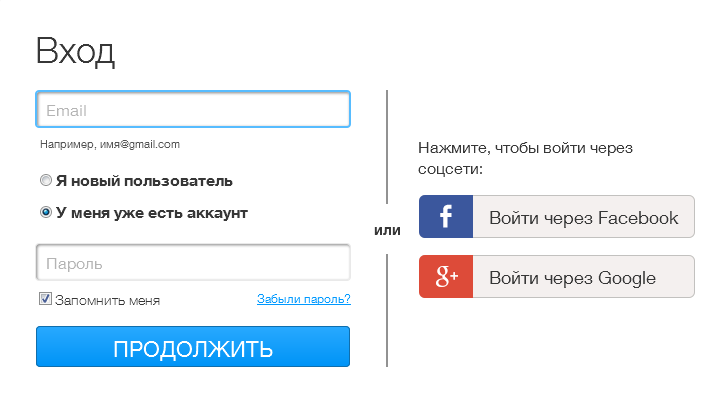 Вход
Email
Например, имя@gmail.com
Я новый пользователь
У меня уже есть аккаунт
Пароль
Запомнить меня
Забыли пароль?
ПРОДОЛЖИТЬ
или
Нажмите, чтобы войти через
соцсети:
f
Войти через Facebook
g+
Войти через Google